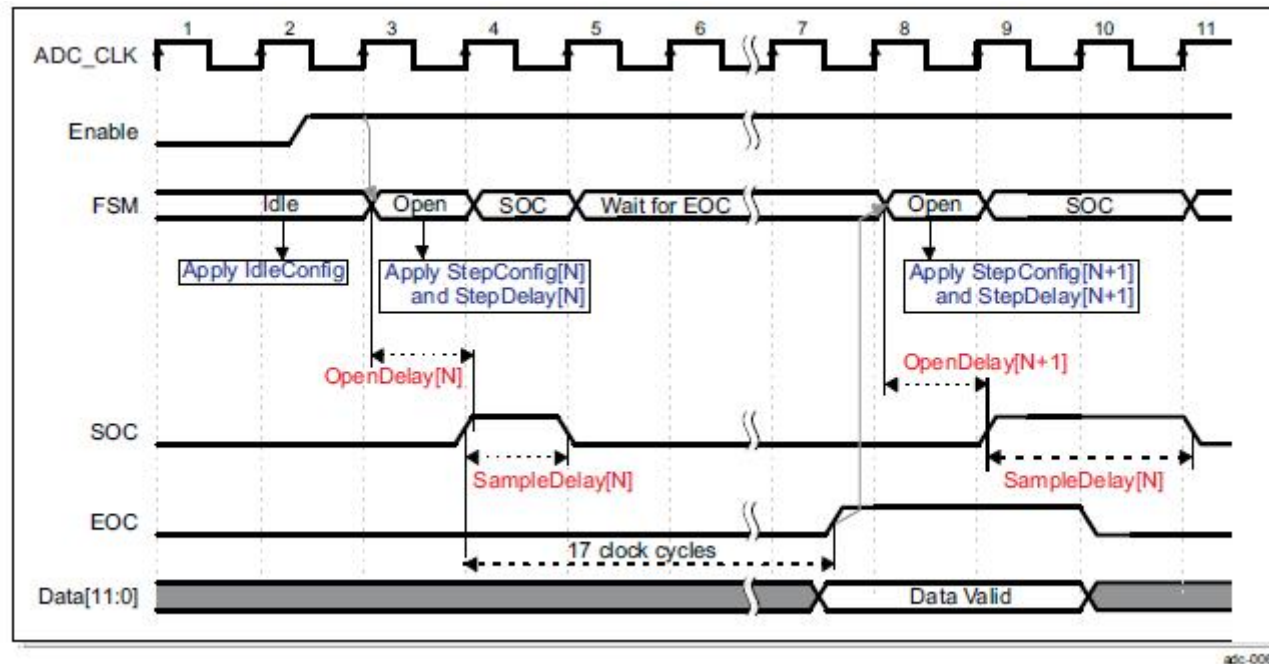 1 2 3 4 5 6 7 8 9 10 11
ADC_CLK
Enable
FSM Idle Open SOC Wait for EOC Open SOC
Apply IdleConfig
Apply StepConfig[N]
and StepDelay[N]
Apply StepConfig[N+1]
and StepDelay[N+1]
OpenDelay[N]
OpenDelay[N+1]
SOC
SampleDelay[N]
SampleDelay[N]
EOC
17 clock cycles
Data[11:0] Data Valid